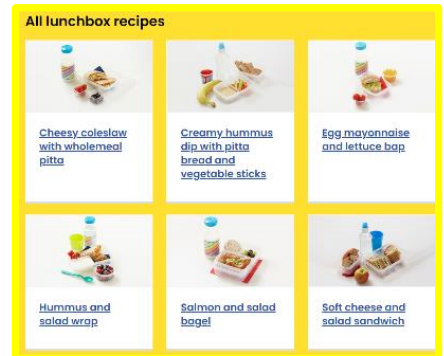 All lunchbox recipes
Cheesy coleslaw
with wholemeal
pitta
Creamy hummus
dip with pitta
bread and
vegetable sticks
Egg mayonnaise
and lettuce bap
Hummus and
salad wrap
Salmon and salad
bagel
Soft cheese and
salad sandwich